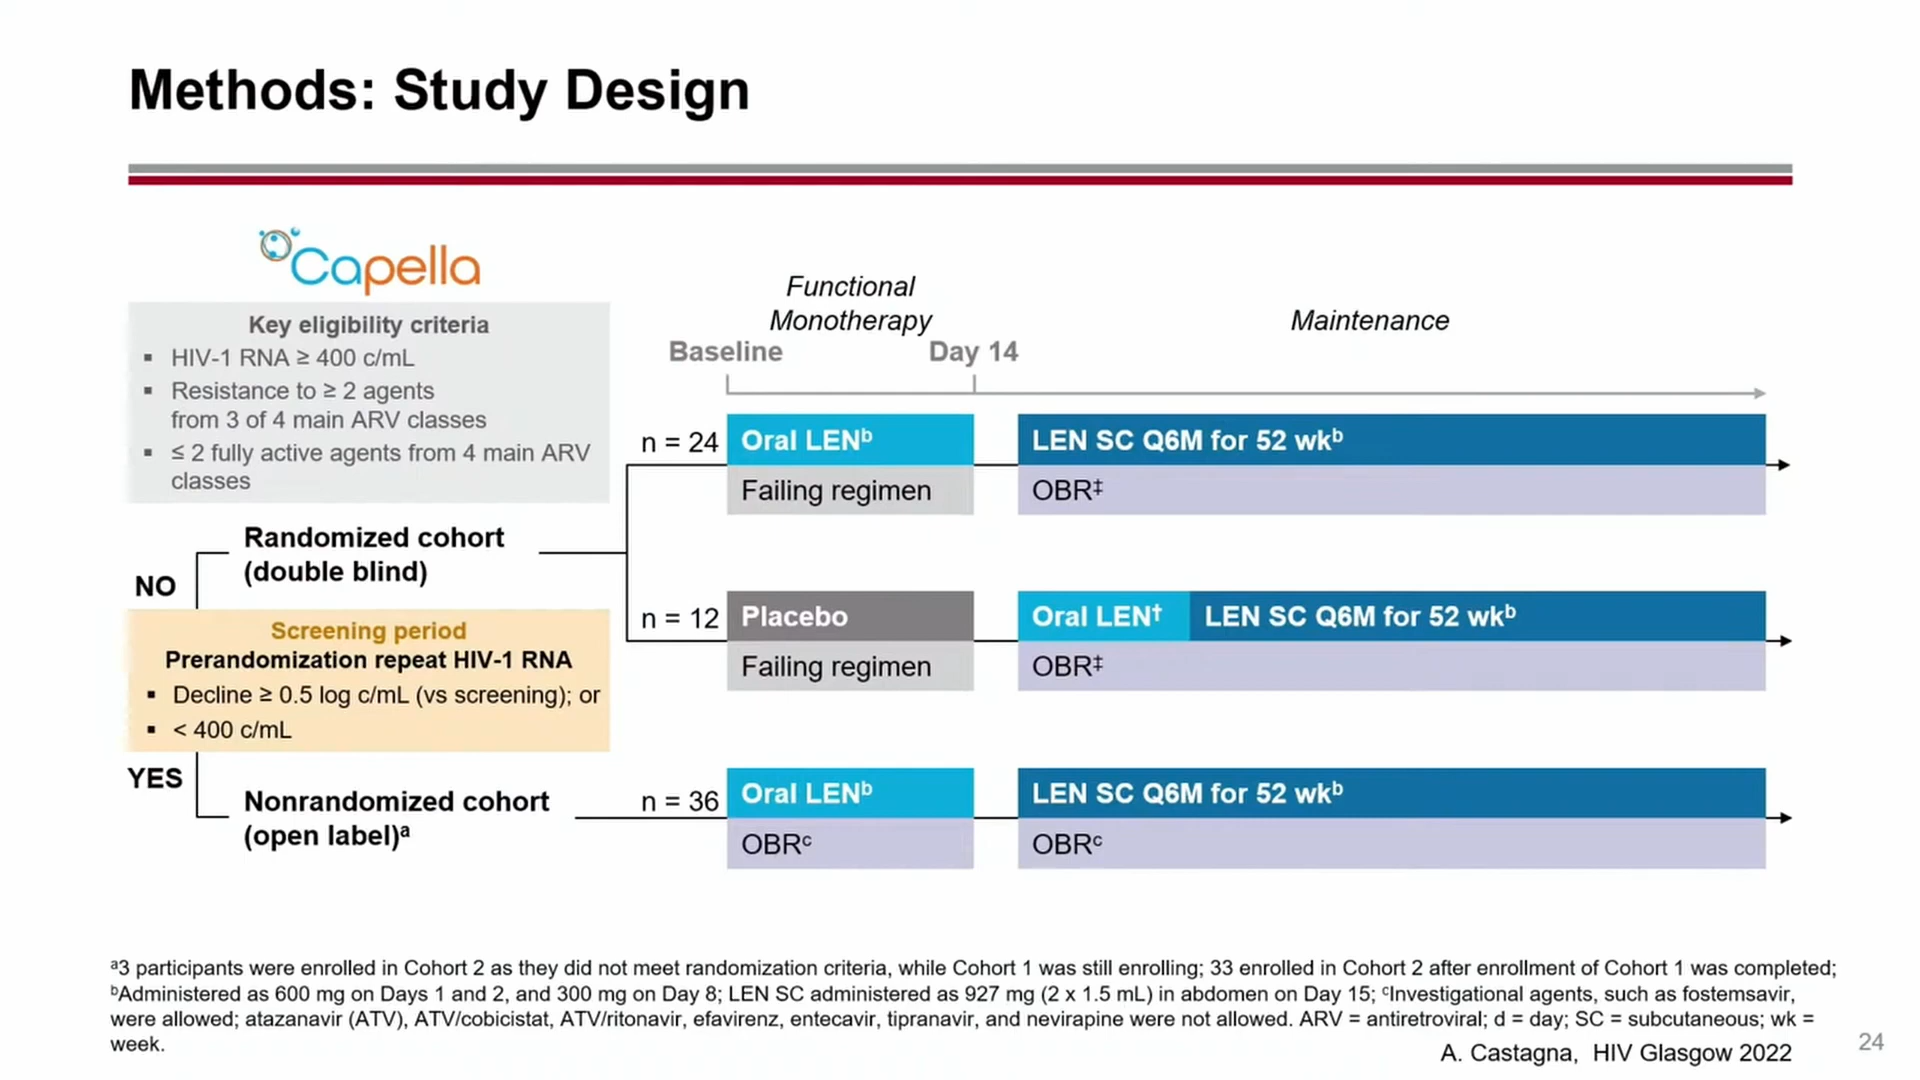 Methods: Study Design
Capella
Key eligibility criteria
▪ HIV-1 RNA ≥ 400 c/mL
▪ Resistance to ≥ 2 agents
from 3 of 4 main ARV classes
▪ ≤ 2 fully active agents from 4 main ARV
classes
Functional
Monotherapy
Maintenance
Baseline
Day 14
n = 24
Oral LENᵇ
LEN SC Q6M for 52 wkᵇ
Failing regimen
OBR‡
Randomized cohort
(double blind)
NO
n = 12
Placebo
Oral LEN†
LEN SC Q6M for 52 wkᵇ
Failing regimen
OBR‡
Screening period
Prerandomization repeat HIV-1 RNA
▪ Decline ≥ 0.5 log c/mL (vs screening); or
▪ < 400 c/mL
YES
Nonrandomized cohort
(open label)ᵃ
n = 36
Oral LENᵇ
LEN SC Q6M for 52 wkᵇ
OBRᶜ
OBRᶜ
ᵃ3 participants were enrolled in Cohort 2 as they did not meet randomization criteria, while Cohort 1 was still enrolling; 33 enrolled in Cohort 2 after enrollment of Cohort 1 was completed;
ᵇAdministered as 600 mg on Days 1 and 2, and 300 mg on Day 8; LEN SC administered as 927 mg (2 x 1.5 mL) in abdomen on Day 15; ᶜInvestigational agents, such as fostemsavir,
were allowed; atazanavir (ATV), ATV/cobicistat, ATV/ritonavir, efavirenz, entecavir, tipranavir, and nevirapine were not allowed. ARV = antiretroviral; d = day; SC = subcutaneous; wk =
week.
A. Castagna, HIV Glasgow 2022
24